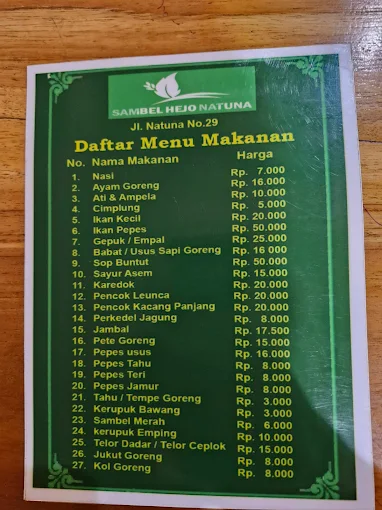 SAMBEL HEJO NATUNA
Jl. Natuna No.29
Daftar Menu Makanan
No. Nama Makanan Harga
1. Nasi Rp. 7.000
2. Ayam Goreng Rp. 16.000
3. Ati & Ampela Rp. 10.000
4. Cimplung Rp. 5.000
5. Ikan Kecil Rp. 20.000
6. Ikan Pepes Rp. 50.000
7. Gepuk / Empal Rp. 25.000
8. Babat / Usus Sapi Goreng Rp. 16 000
9. Sop Buntut Rp. 50.000
10. Sayur Asem Rp. 15.000
11. Karedok Rp. 20.000
12. Pencok Leunca Rp. 20.000
13. Pencok Kacang Panjang Rp. 20.000
14. Perkedel Jagung Rp. 8.000
15. Jambal Rp. 17.500
16. Pete Goreng Rp. 15.000
17. Pepes usus Rp. 16.000
18. Pepes Tahu Rp. 8.000
19. Pepes Teri Rp. 8.000
20. Pepes Jamur Rp. 8.000
21. Tahu / Tempe Goreng Rp. 3.000
22. Kerupuk Bawang Rp. 3.000
23. Sambel Merah Rp. 6.000
24. kerupuk Emping Rp. 10.000
25. Telor Dadar / Telor Ceplok Rp. 15.000
26. Jukut Goreng Rp. 8.000
27. Kol Goreng Rp. 8.000